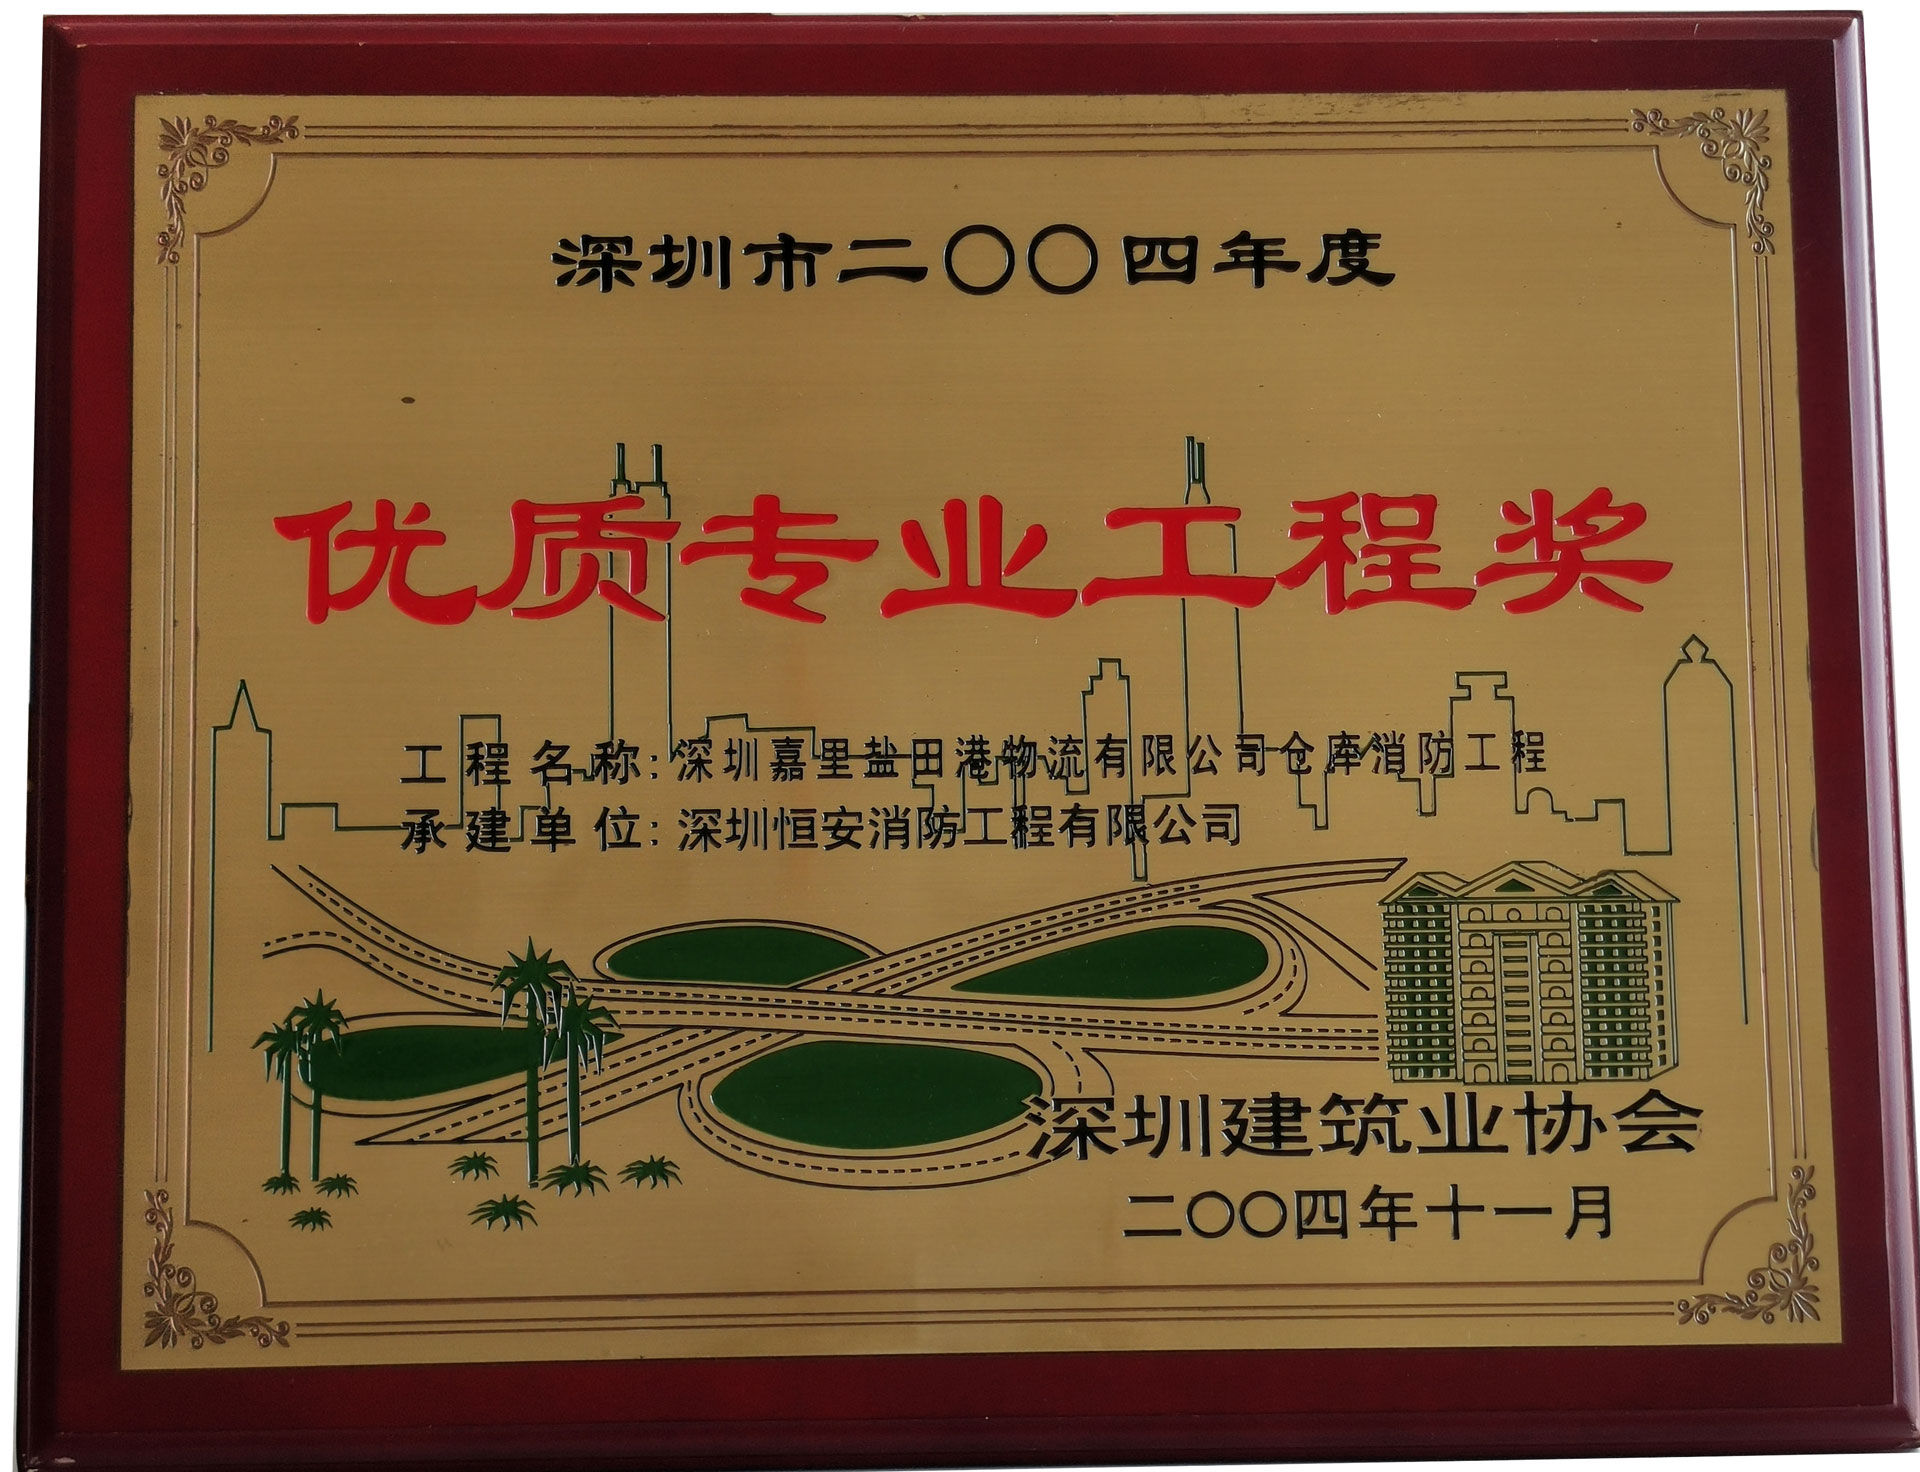 深圳市二〇〇四年度
优质专业工程奖
工程名称：深圳嘉里盐田港物流有限公司仓库消防工程
承建单位：深圳恒安消防工程有限公司
深圳建筑业协会
二〇〇四年十一月